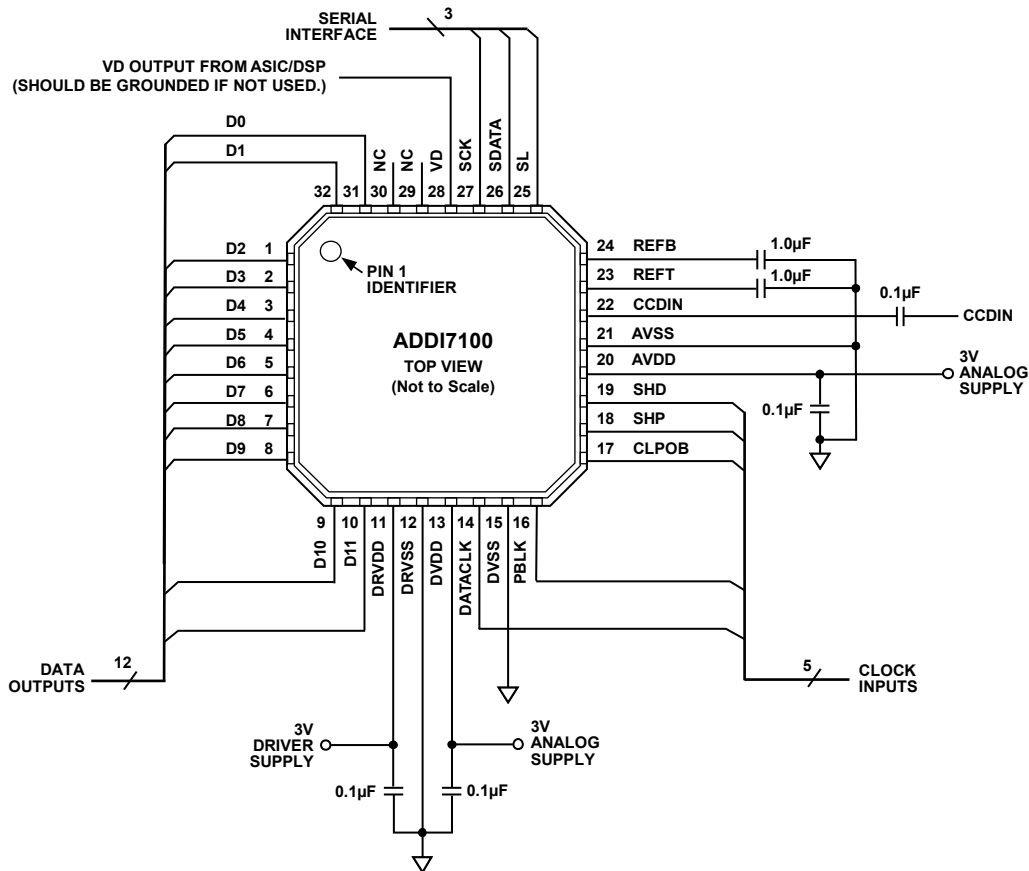 SERIAL
INTERFACE
3
VD OUTPUT FROM ASIC/DSP
(SHOULD BE GROUNDED IF NOT USED.)
D0
D1
NC
NC
VD
SCK
SDATA
SL
32
31
30
29
28
27
26
25
D2 1
D3 2
D4 3
D5 4
D6 5
D7 6
D8 7
D9 8
PIN 1
IDENTIFIER
ADDI7100
TOP VIEW
(Not to Scale)
24 REFB
23 REFT
22 CCDIN
21 AVSS
20 AVDD
19 SHD
18 SHP
17 CLPOB
1.0µF
1.0µF
0.1µF
CCDIN
3V
ANALOG
SUPPLY
0.1µF
9
10
11
12
13
14
15
16
D10
D11
DRVDD
DRVSS
DVDD
DATACLK
DVSS
PBLK
DATA
OUTPUTS
12
5
CLOCK
INPUTS
3V
DRIVER
SUPPLY
3V
ANALOG
SUPPLY
0.1µF
0.1µF